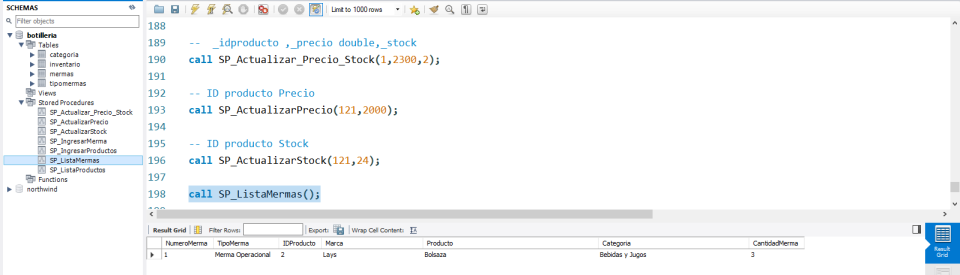 SCHEMAS
Filter objects
botilleria
Tables
categoria
inventario
mermas
tipomermas
Views
Stored Procedures
SP_Actualizar_Precio_Stock
SP_ActualizarPrecio
SP_ActualizarStock
SP_IngresarMerma
SP_IngresarProductos
SP_ListaMermas
SP_ListaProductos
Functions
northwind
Limit to 1000 rows
188
189 -- _idproducto ,_precio double,_stock
190 call SP_Actualizar_Precio_Stock(1,2300,2);
191
192 -- ID producto Precio
193 call SP_ActualizarPrecio(121,2000);
194
195 -- ID producto Stock
196 call SP_ActualizarStock(121,24);
197
198 call SP_ListaMermas();
Result Grid Filter Rows: Export: Wrap Cell Content:
NumeroMerma TipoMerma IDProducto Marca Producto Categoria CantidadMerma
1 Merma Operacional 2 Lays Bolsaza Bebidas y Jugos 3
Result
Grid